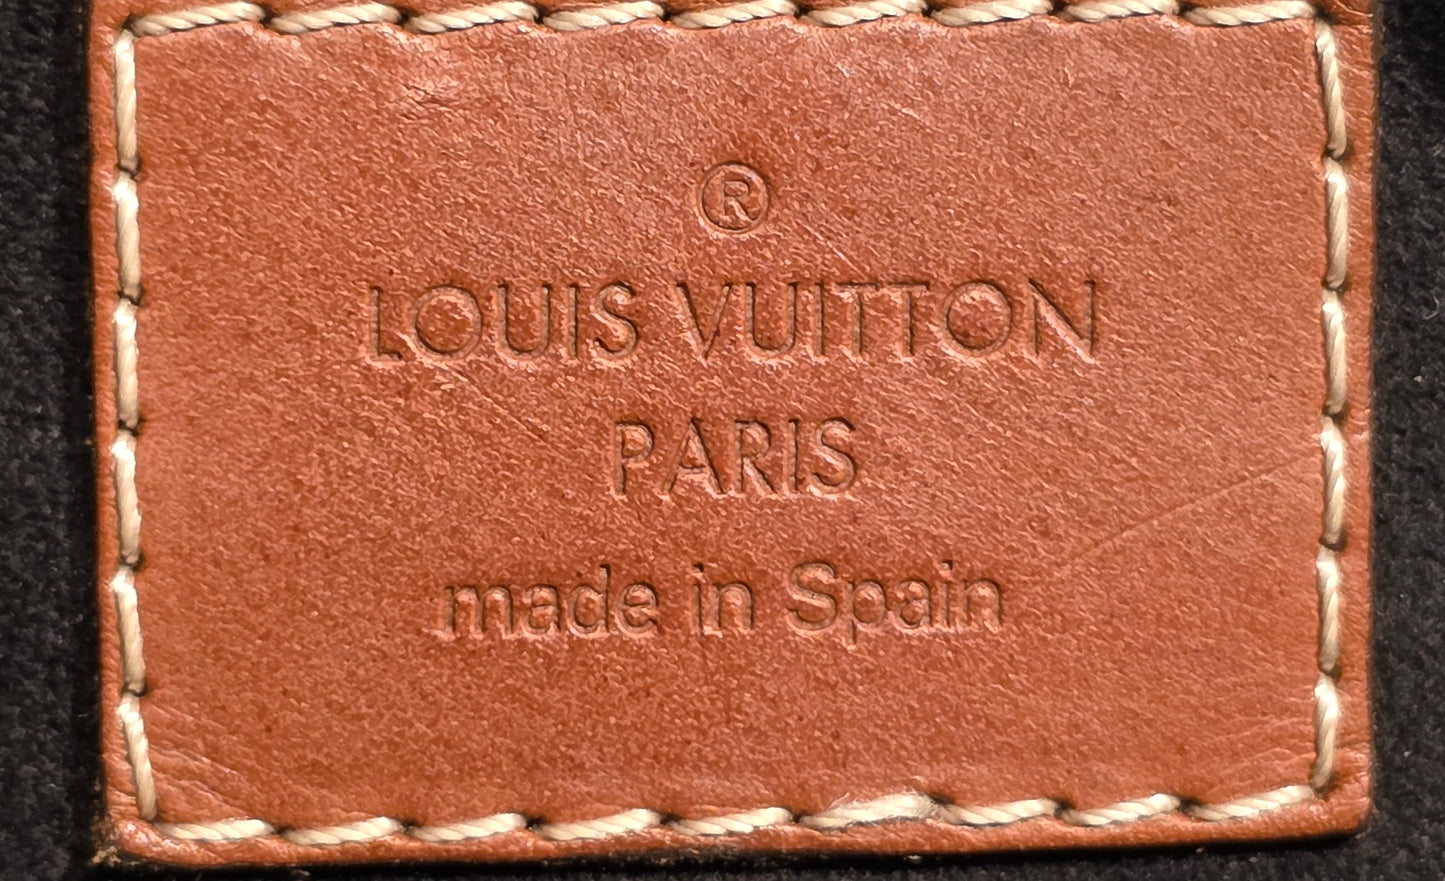 ®
LOUIS VUITTON
PARIS
made in Spain